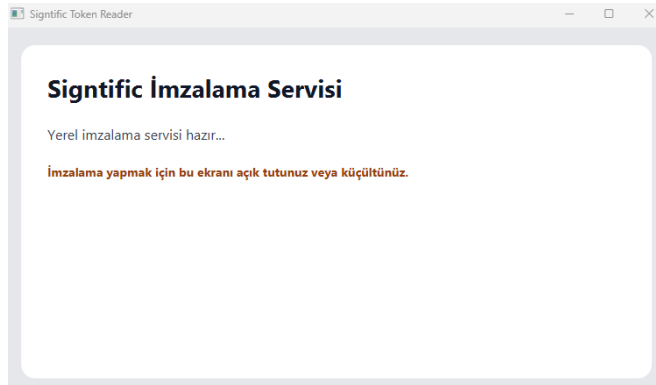 Signtific Token Reader
Signtific İmzalama Servisi
Yerel imzalama servisi hazır...
İmzalama yapmak için bu ekranı açık tutunuz veya küçültünüz.